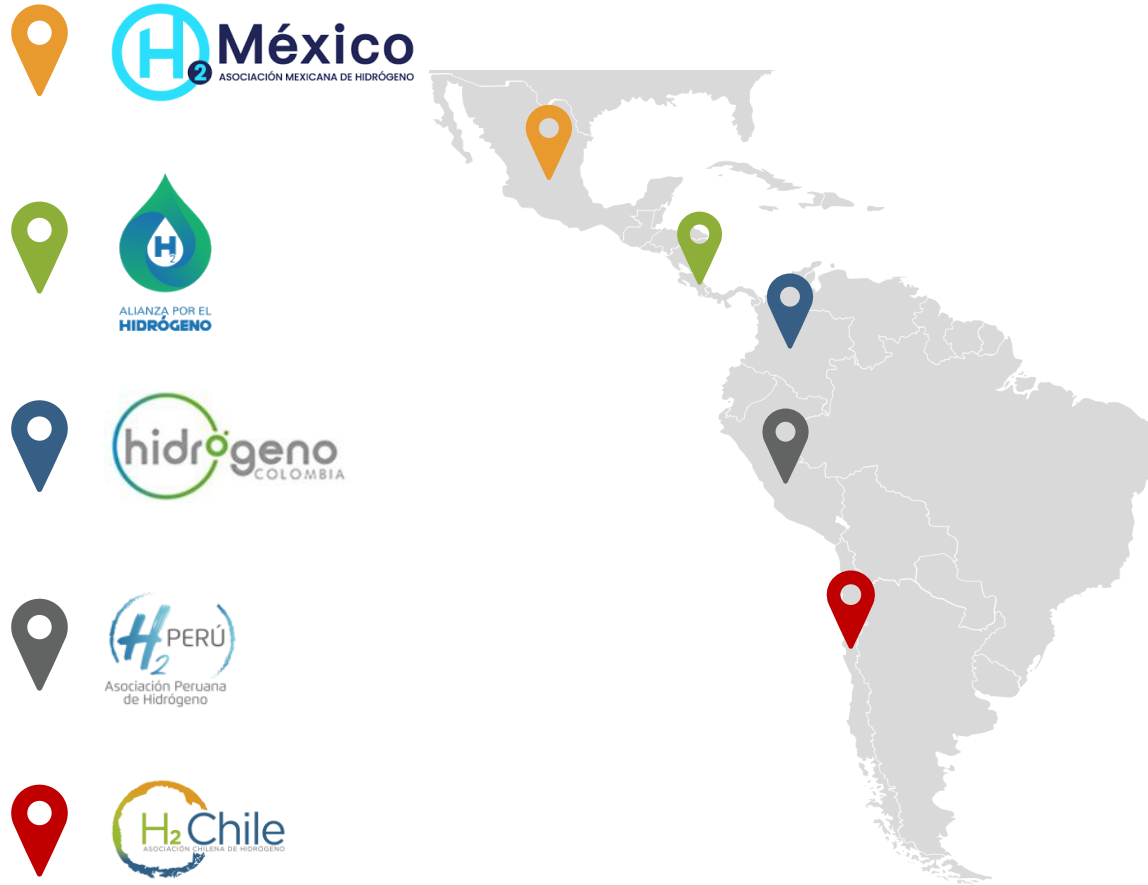 H2 México
ASOCIACIÓN MEXICANA DE HIDRÓGENO
H2
ALIANZA POR EL
HIDRÓGENO
hidrógeno
COLOMBIA
H2 PERÚ
Asociación Peruana
de Hidrógeno
H2 Chile
ASOCIACIÓN CHILENA DE HIDRÓGENO